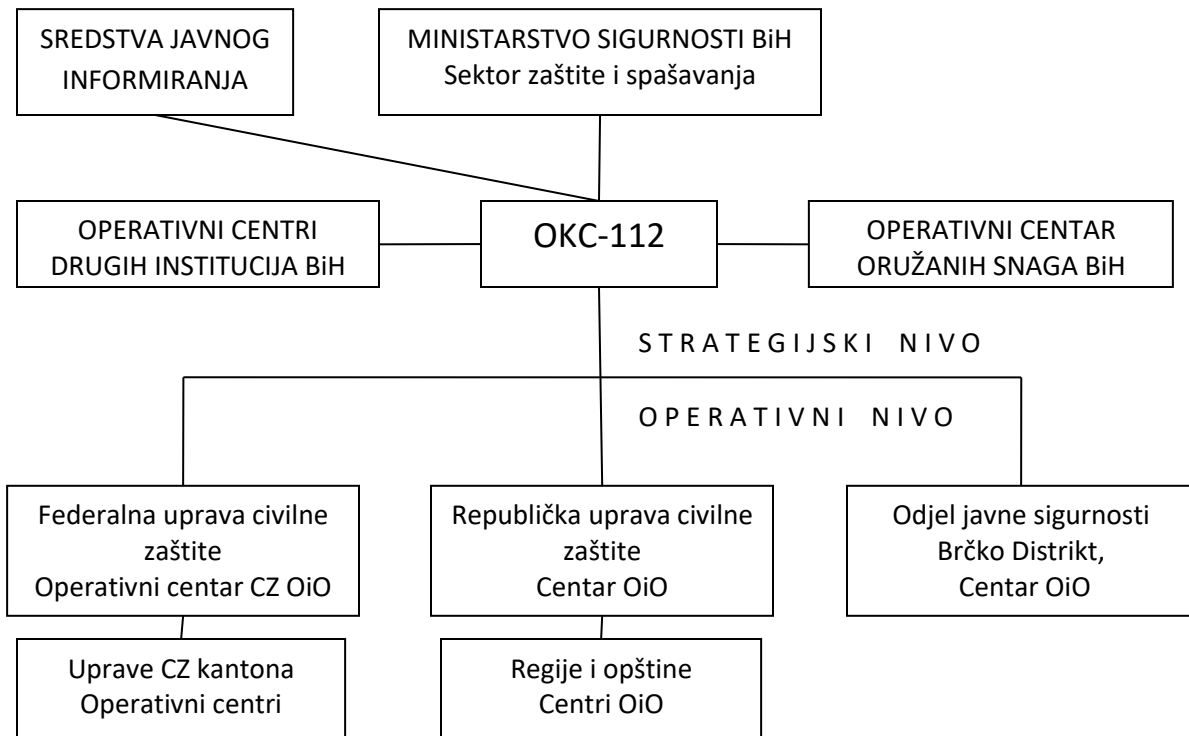 SREDSTVA JAVNOG
INFORMIRANJA
MINISTARSTVO SIGURNOSTI BiH
Sektor zaštite i spašavanja
OPERATIVNI CENTRI
DRUGIH INSTITUCIJA BiH
OKC-112
OPERATIVNI CENTAR
ORUŽANIH SNAGA BiH
STRATEGIJSKI NIVO
OPERATIVNI NIVO
Federalna uprava civilne
zaštite
Operativni centar CZ OiO
Republička uprava civilne
zaštite
Centar OiO
Odjel javne sigurnosti
Brčko Distrikt,
Centar OiO
Uprave CZ kantona
Operativni centri
Regije i opštine
Centri OiO